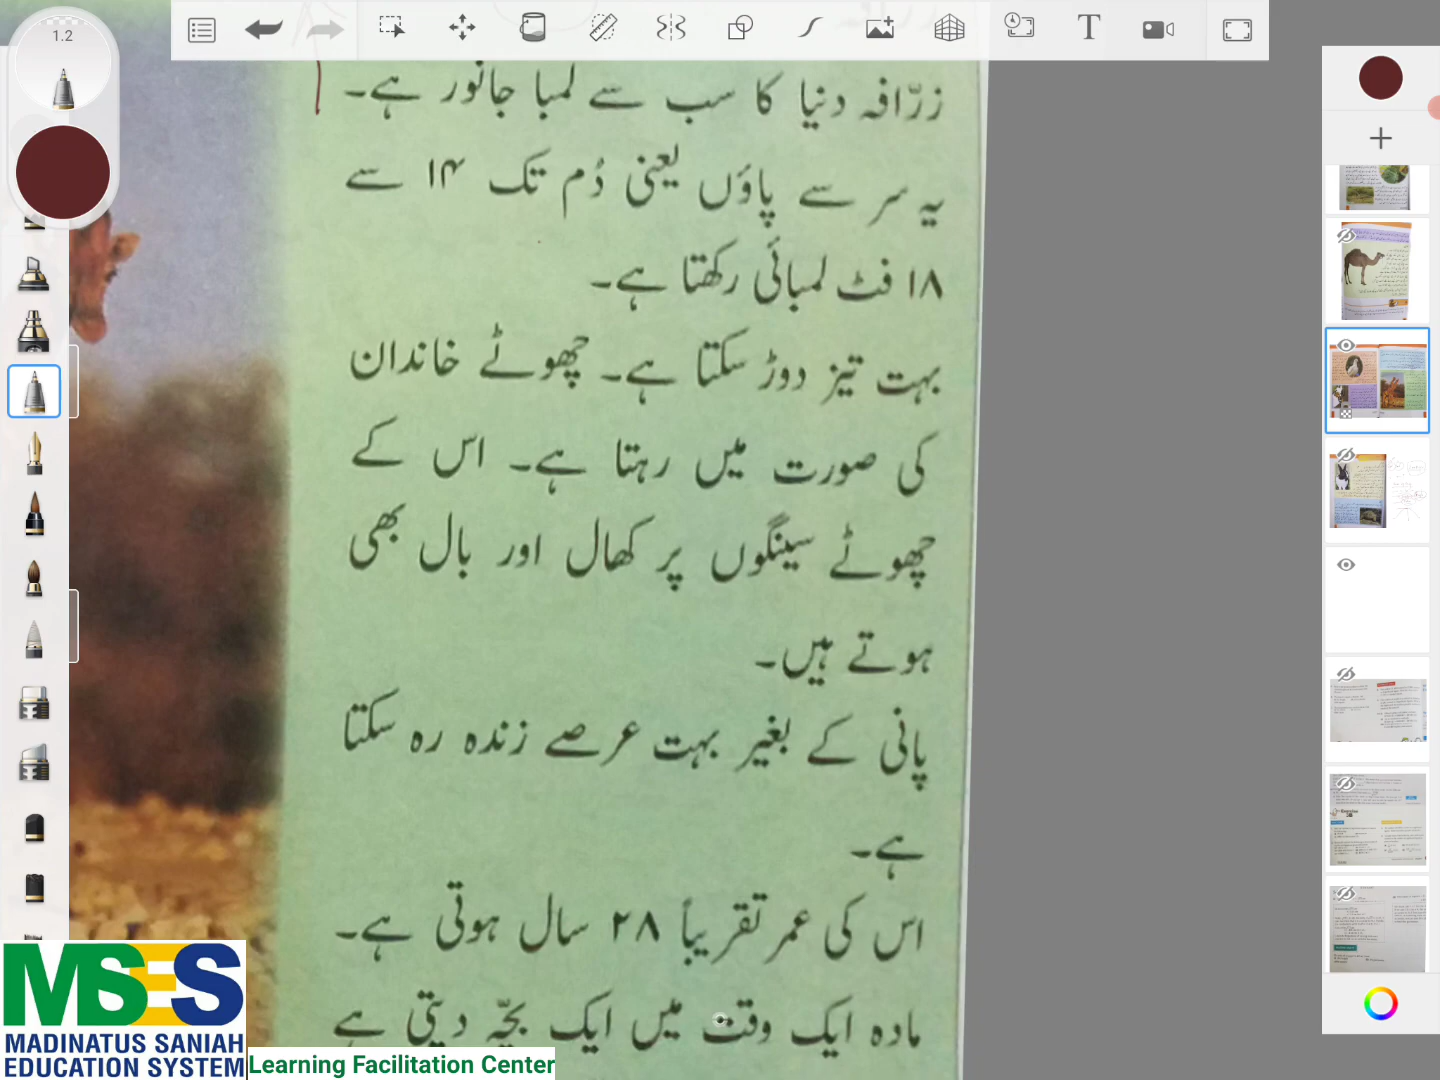 1.2
T
زرّافہ دنیا کا سب سے لمبا جانور ہے۔
یہ سر سے پاؤں یعنی دُم تک ۱۴ سے
۱۸ فٹ لمبائی رکھتا ہے۔
بہت تیز دوڑ سکتا ہے۔ چھوٹے خاندان
کی صورت میں رہتا ہے۔ اس کے
چھوٹے سینگوں پر کھال اور بال بھی
ہوتے ہیں۔
پانی کے بغیر بہت عرصے زندہ رہ سکتا
ہے۔
اس کی عمر تقریباً ۲۸ سال ہوتی ہے۔
مادہ ایک وقت میں ایک بچّہ دیتی ہے
MSES
MADINATUS SANIAH
EDUCATION SYSTEM
Learning Facilitation Center